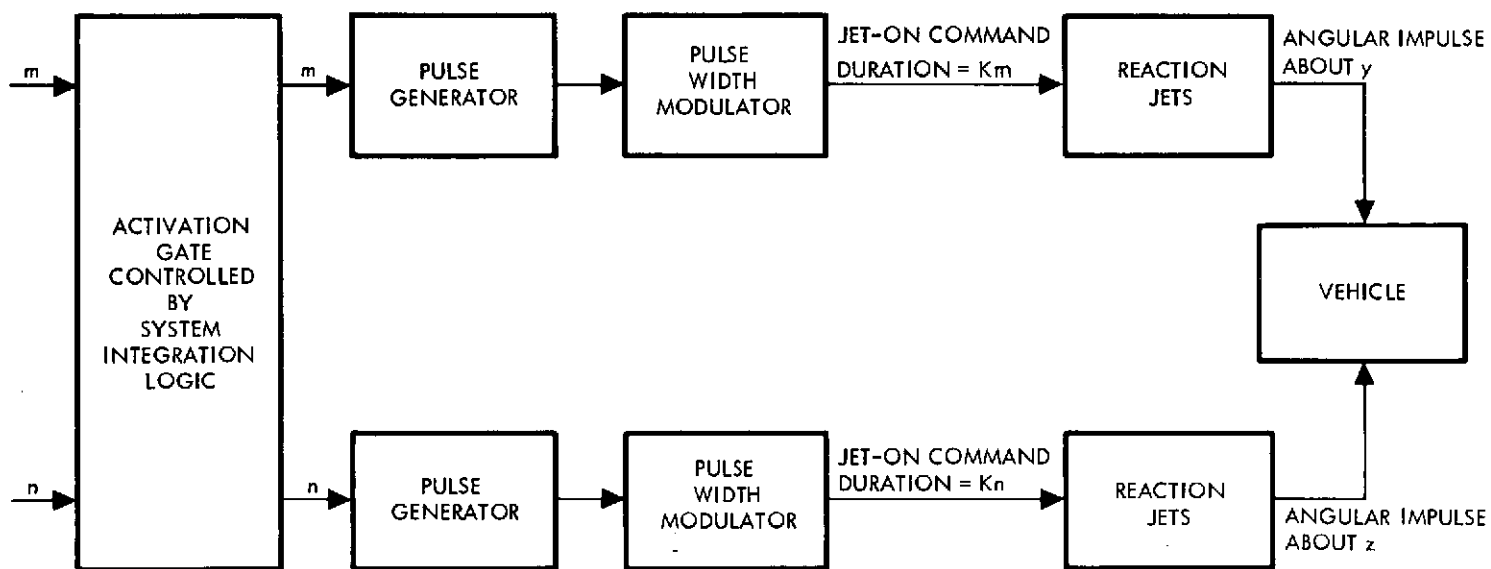 m
ACTIVATION
GATE
CONTROLLED
BY
SYSTEM
INTEGRATION
LOGIC
n
m
PULSE
GENERATOR
PULSE
WIDTH
MODULATOR
JET-ON COMMAND
DURATION = Km
REACTION
JETS
ANGULAR IMPULSE
ABOUT y
VEHICLE
n
PULSE
GENERATOR
PULSE
WIDTH
MODULATOR
JET-ON COMMAND
DURATION = Kn
REACTION
JETS
ANGULAR IMPULSE
ABOUT z